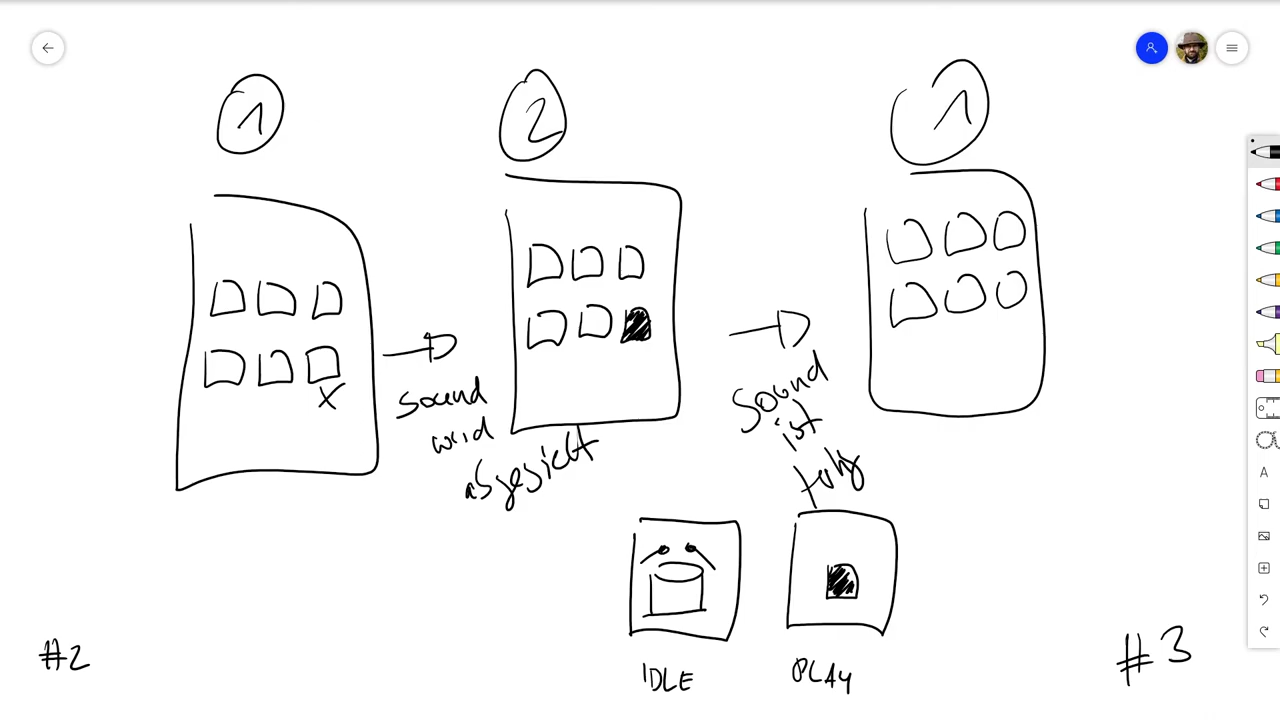 1
2
1
X
Sound
wird
abgespielt
Sound
ist
fertig
IDLE
PLAY
#2
#3
A